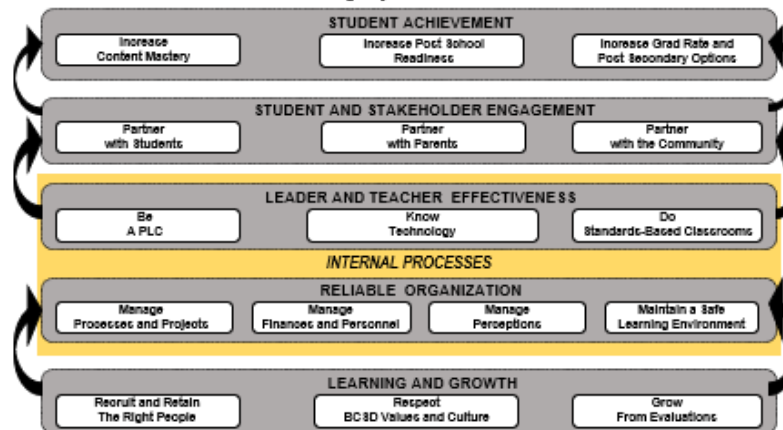 STUDENT ACHIEVEMENT
Increase
Content Mastery
Increase Post School
Readiness
Increase Grad Rate and
Post Secondary Options
STUDENT AND STAKEHOLDER ENGAGEMENT
Partner
with Students
Partner
with Parents
Partner
with the Community
LEADER AND TEACHER EFFECTIVENESS
Be
A PLC
Know
Technology
Do
Standards-Based Classrooms
INTERNAL PROCESSES
RELIABLE ORGANIZATION
Manage
Processes and Projects
Manage
Finances and Personnel
Manage
Perceptions
Maintain a Safe
Learning Environment
LEARNING AND GROWTH
Recruit and Retain
The Right People
Respect
BCSD Values and Culture
Grow
From Evaluations